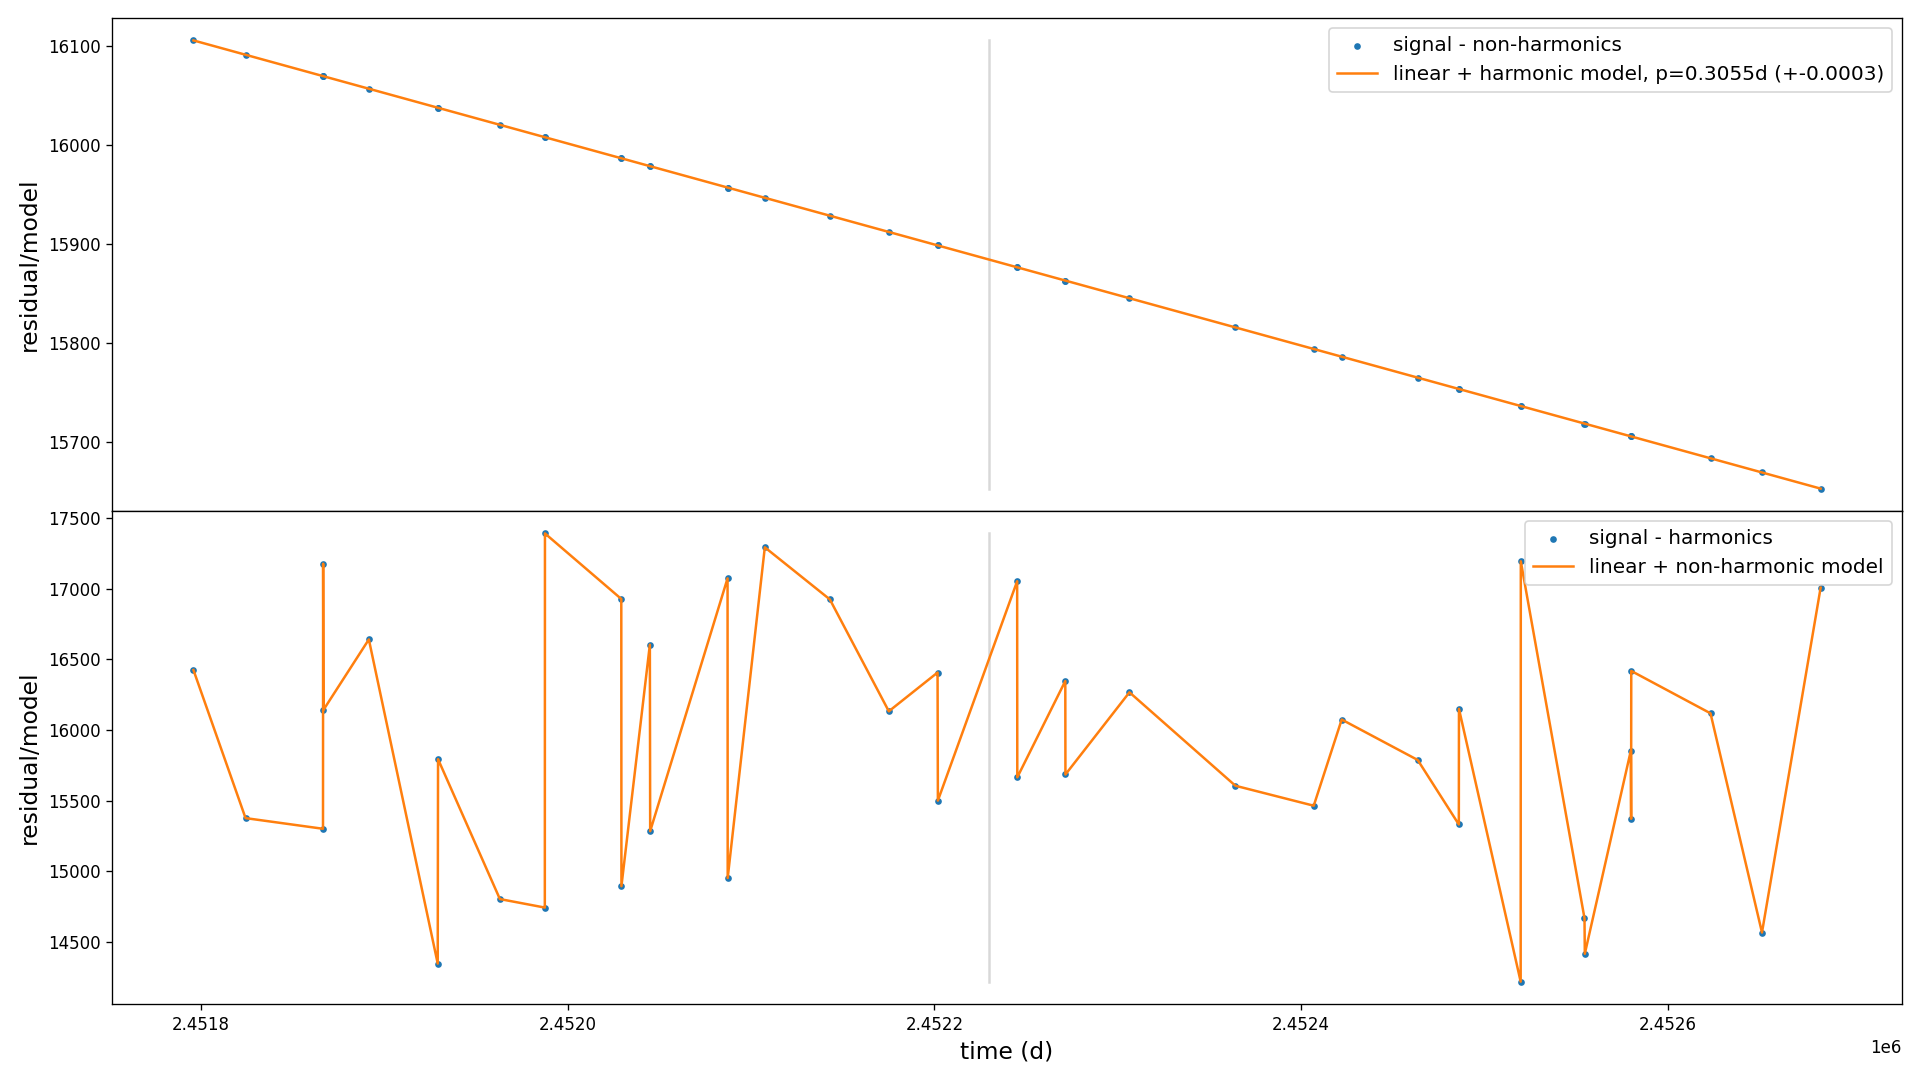 16100
16000
15900
15800
15700
residual/model
signal - non-harmonics
linear + harmonic model, p=0.3055d (+-0.0003)
17500
17000
16500
16000
15500
15000
14500
residual/model
signal - harmonics
linear + non-harmonic model
2.4518
2.4520
2.4522
2.4524
2.4526
1e6
time (d)